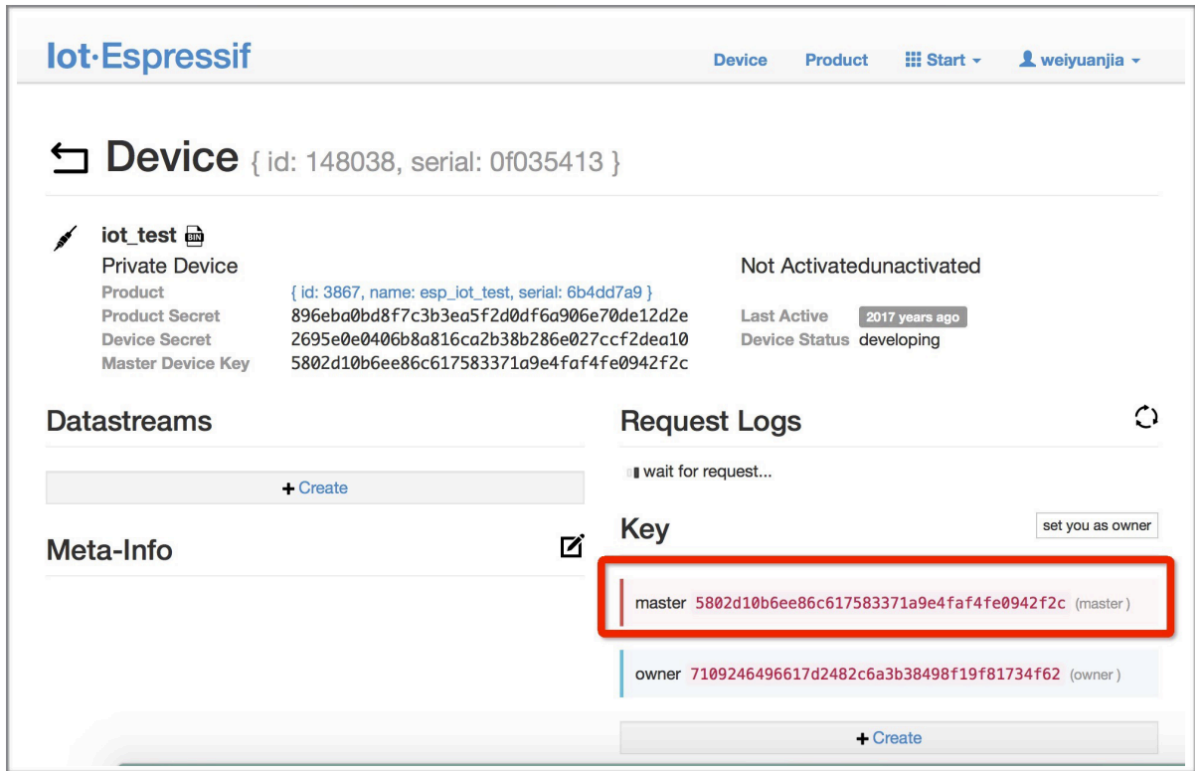 Iot·Espressif
Device Product Start weiyuanjia
Device { id: 148038, serial: 0f035413 }
iot_test BIN
Private Device
Product { id: 3867, name: esp_iot_test, serial: 6b4dd7a9 }
Product Secret 896eba0bd8f7c3b3ea5f2d0df6a906e70de12d2e
Device Secret 2695e0e0406b8a816ca2b38b286e027ccf2dea10
Master Device Key 5802d10b6ee86c617583371a9e4faf4fe0942f2c
Not Activatedunactivated
Last Active 2017 years ago
Device Status developing
Datastreams
+ Create
Meta-Info
Request Logs
wait for request...
Key
set you as owner
master 5802d10b6ee86c617583371a9e4faf4fe0942f2c (master )
owner 7109246496617d2482c6a3b38498f19f81734f62 (owner )
+ Create